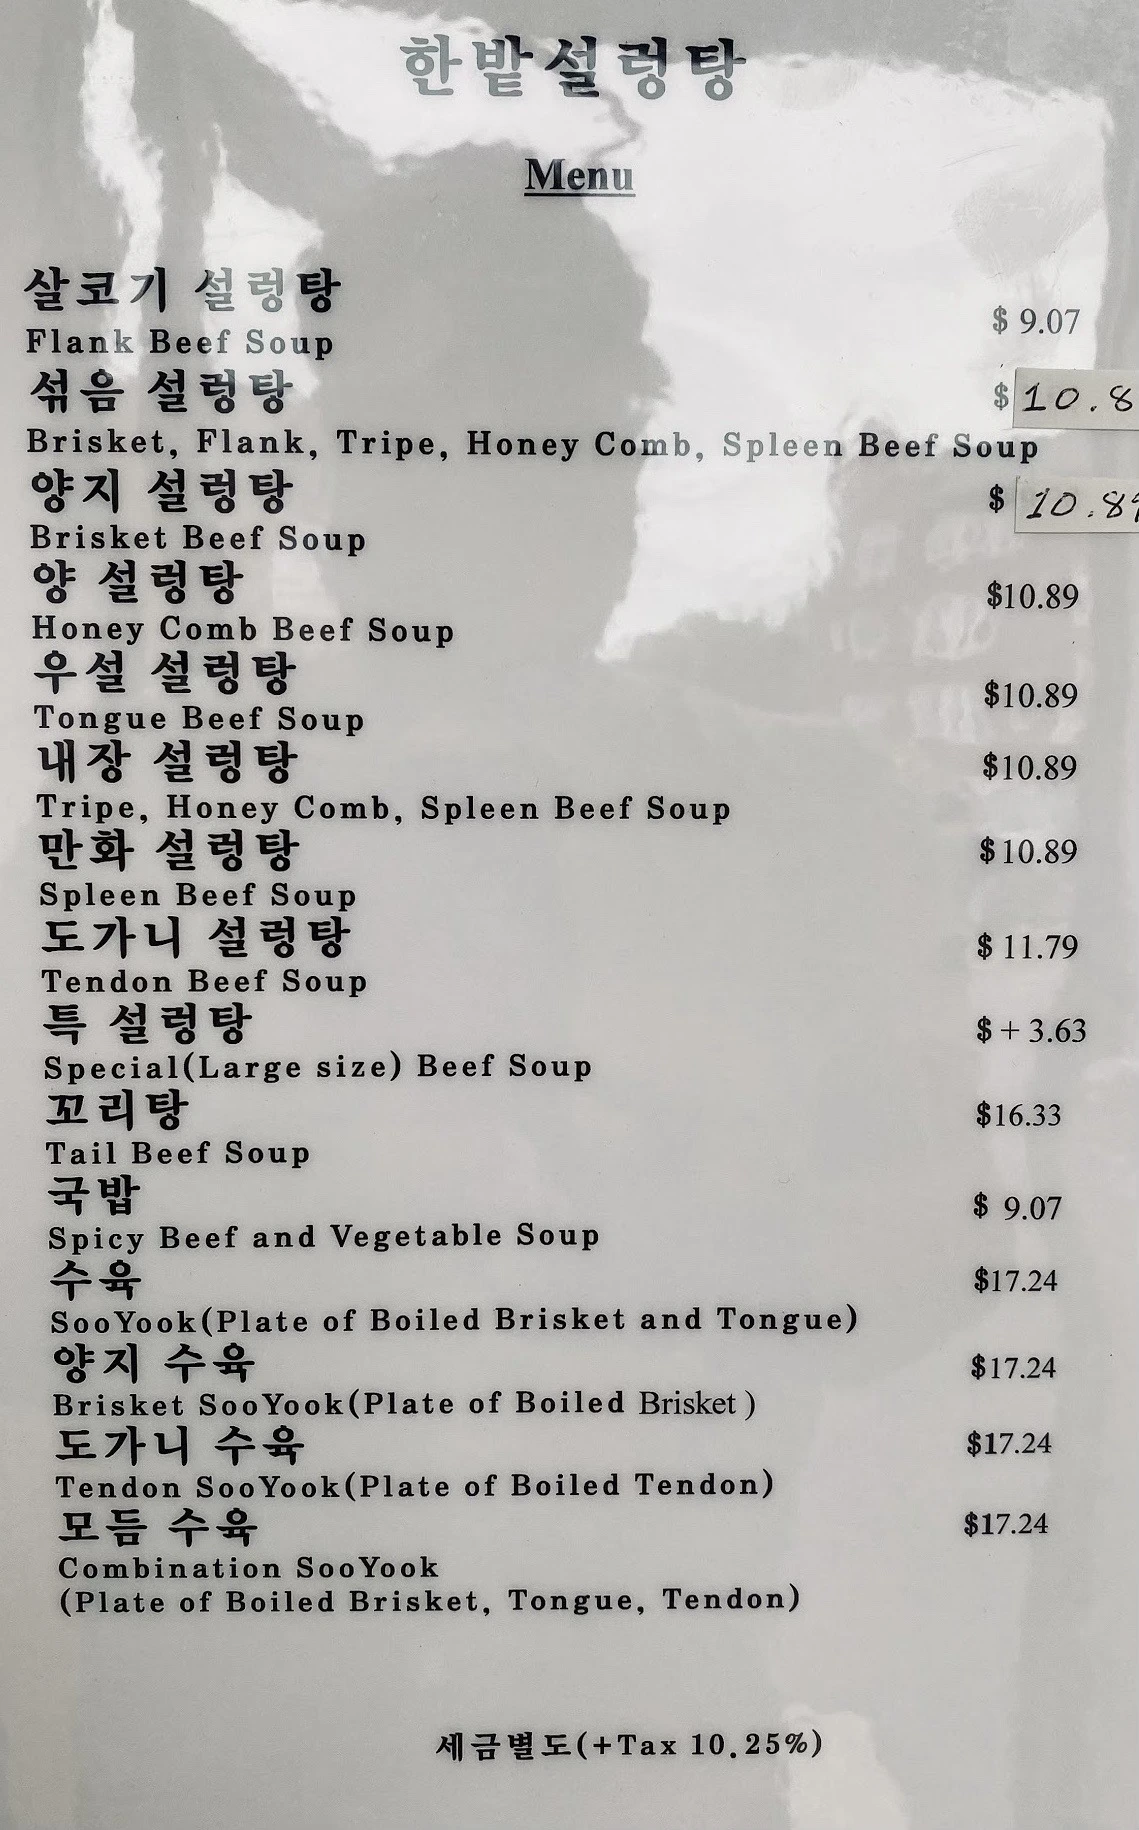 한밭설렁탕
Menu
살코기 설렁탕
$ 9.07
Flank Beef Soup
섞음 설렁탕
$ 10.8
Brisket, Flank, Tripe, Honey Comb, Spleen Beef Soup
양지 설렁탕
$ 10.89
Brisket Beef Soup
양 설렁탕
$10.89
Honey Comb Beef Soup
우설 설렁탕
$10.89
Tongue Beef Soup
내장 설렁탕
$10.89
Tripe, Honey Comb, Spleen Beef Soup
만화 설렁탕
$10.89
Spleen Beef Soup
도가니 설렁탕
$ 11.79
Tendon Beef Soup
특 설렁탕
$ + 3.63
Special(Large size) Beef Soup
꼬리탕
$16.33
Tail Beef Soup
국밥
$ 9.07
Spicy Beef and Vegetable Soup
수육
$17.24
SooYook(Plate of Boiled Brisket and Tongue)
양지 수육
$17.24
Brisket SooYook(Plate of Boiled Brisket )
도가니 수육
$17.24
Tendon SooYook(Plate of Boiled Tendon)
모듬 수육
$17.24
Combination SooYook
(Plate of Boiled Brisket, Tongue, Tendon)
세금별도(+Tax 10.25%)